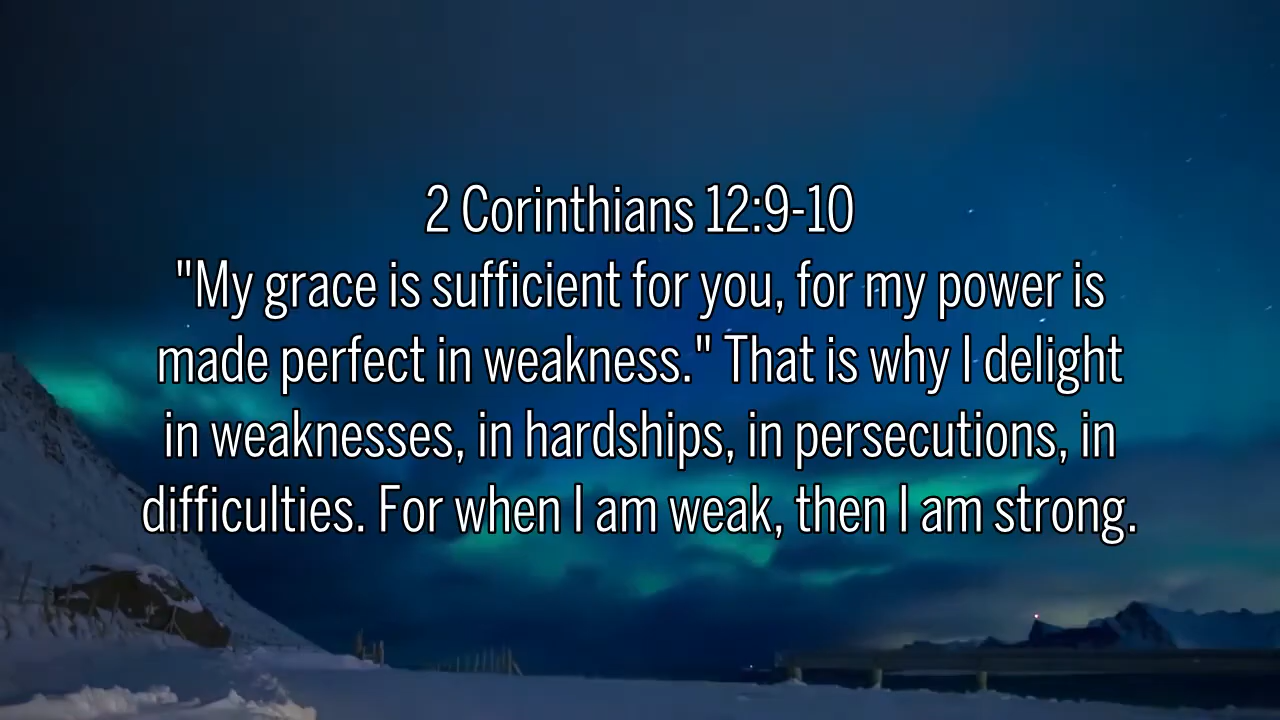 2 Corinthians 12:9-10
"My grace is sufficient for you, for my power is
made perfect in weakness." That is why I delight
in weaknesses, in hardships, in persecutions, in
difficulties. For when I am weak, then I am strong.